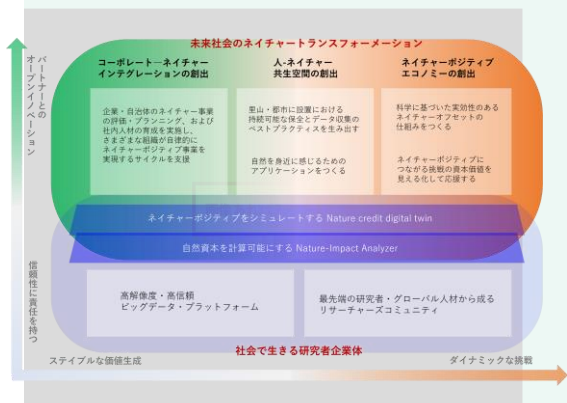 未来社会のネイチャートランスフォーメーション
パートナーとの
オープンイノベーション
コーポレート―ネイチャー
インテグレーションの創出
人-ネイチャー
共生空間の創出
ネイチャーポジティブ
エコノミーの創出
企業・自治体のネイチャー事業
の評価・プランニング、および
社内人材の育成を実施し、
さまざまな組織が自律的に
ネイチャーポジティブ事業を
実現するサイクルを支援
里山・都市に設置における
持続可能な保全とデータ収集の
ベストプラクティスを生み出す
自然を身近に感じるための
アプリケーションをつくる
科学に基づいた実効性のある
ネイチャーオフセットの
仕組みをつくる
ネイチャーポジティブに
つながる挑戦の資本価値を
見える化して応援する
ネイチャーポジティブをシミュレートする Nature credit digital twin
自然資本を計算可能にする Nature-Impact Analyzer
信頼性に責任を持つ
高解像度・高信頼
ビッグデータ・プラットフォーム
最先端の研究者・グローバル人材から成る
リサーチャーズコミュニティ
社会で生きる研究者企業体
ステイブルな価値生成
ダイナミックな挑戦